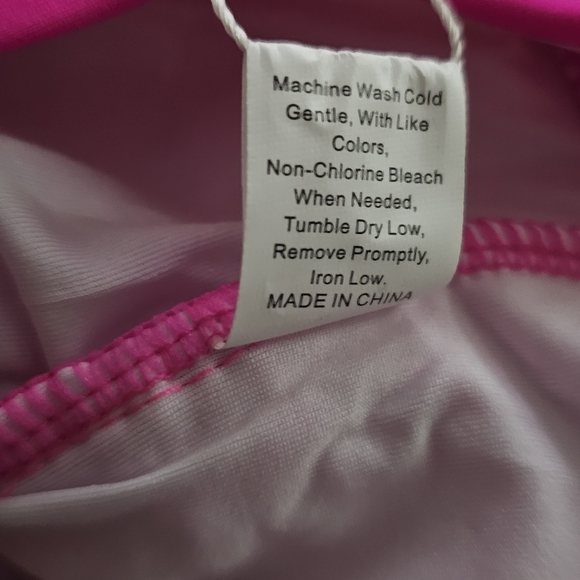 Machine Wash Cold
Gentle, With Like
Colors,
Non-Chlorine Bleach
When Needed,
Tumble Dry Low,
Remove Promptly,
Iron Low.
MADE IN CHINA